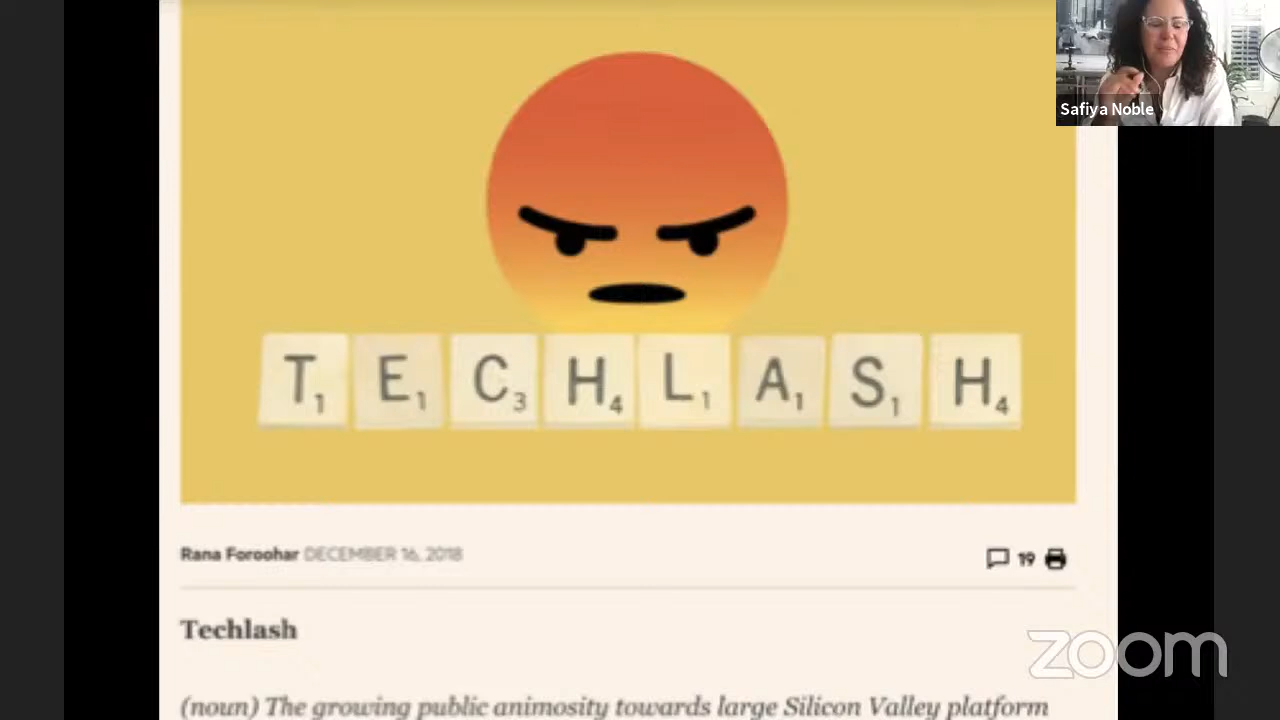 Safiya Noble
T1 E1 C3 H4 L1 A1 S1 H4
Rana Foroohar DECEMBER 16, 2018
19
Techlash
(noun) The growing public animosity towards large Silicon Valley platform
zoom